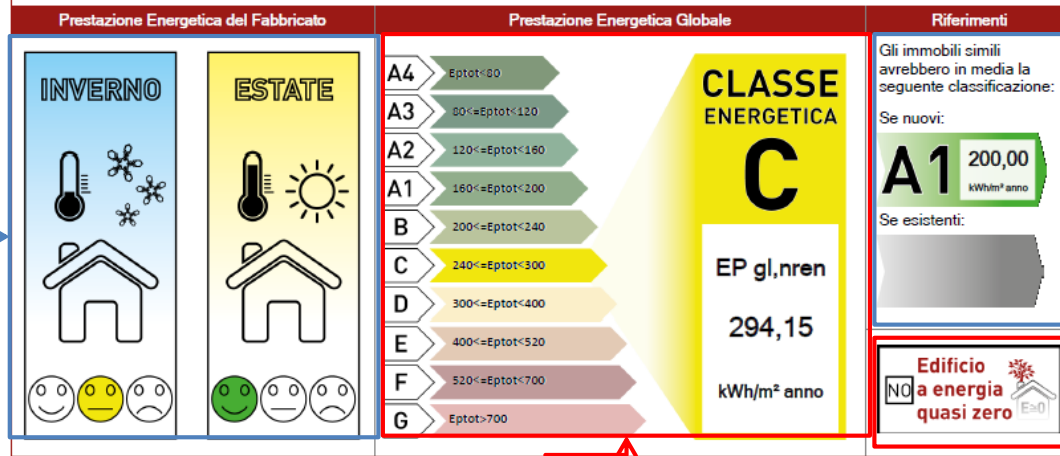 Prestazione Energetica del Fabbricato
Prestazione Energetica Globale
Riferimenti
INVERNO
ESTATE
A4 Eptot<80
A3 80<=Eptot<120
A2 120<=Eptot<160
A1 160<=Eptot<200
B 200<=Eptot<240
C 240<=Eptot<300
D 300<=Eptot<400
E 400<=Eptot<520
F 520<=Eptot<700
G Eptot>700
CLASSE
ENERGETICA
C
EP gl,nren
294,15
kWh/m² anno
Gli immobili simili
avrebbero in media la
seguente classificazione:
Se nuovi:
A1 200,00
kWh/m² anno
Se esistenti:
Edificio
NO a energia
quasi zero
E≅0